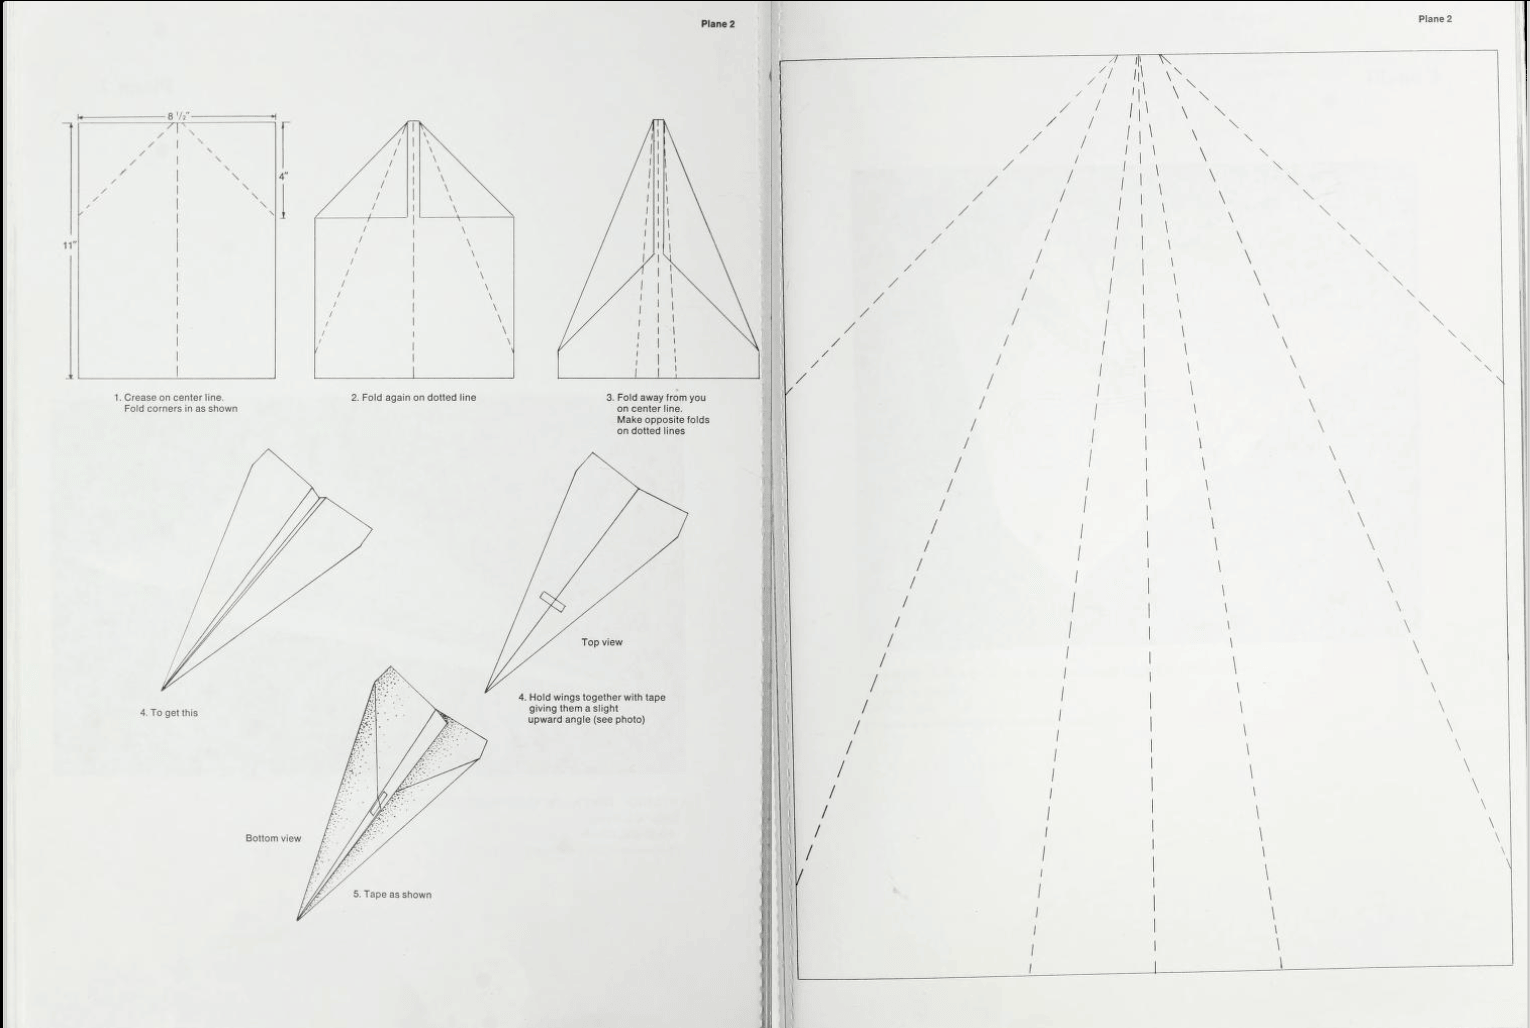 Plane 2
8 1/2"
4"
11"
1. Crease on center line.
Fold corners in as shown
2. Fold again on dotted line
3. Fold away from you
on center line.
Make opposite folds
on dotted lines
4. To get this
Top view
4. Hold wings together with tape
giving them a slight
upward angle (see photo)
Bottom view
5. Tape as shown
Plane 2